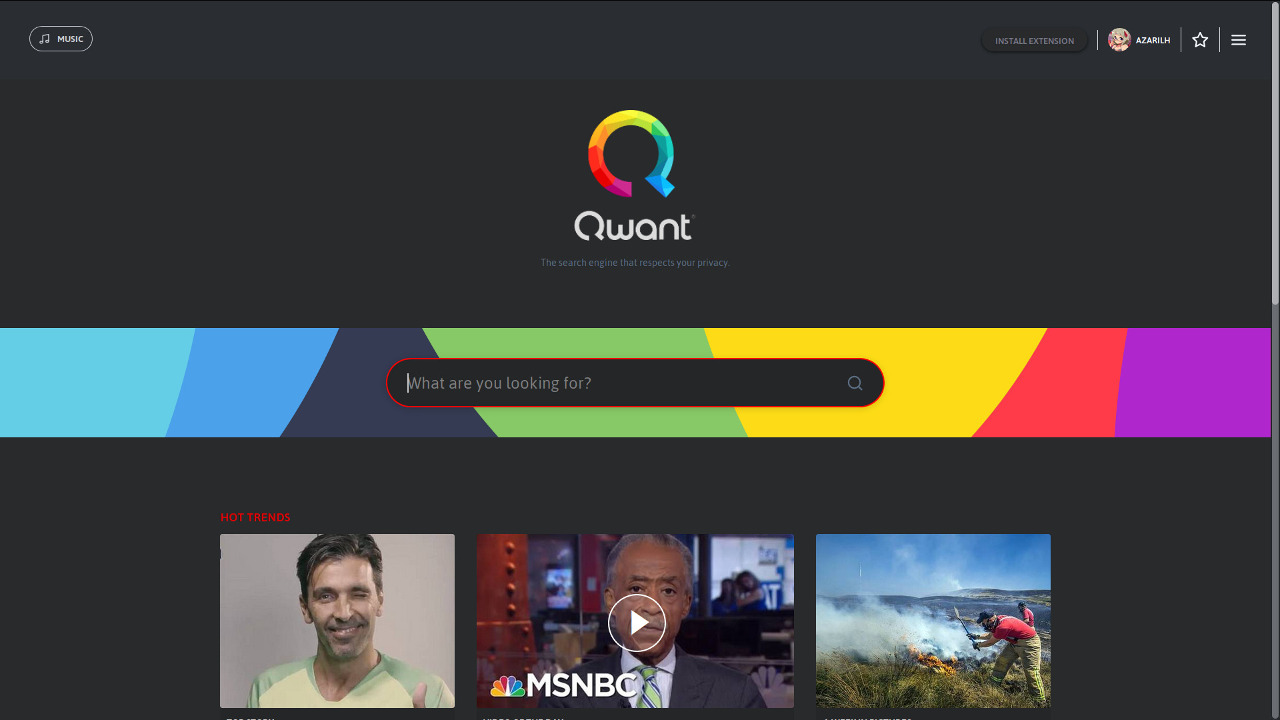 MUSIC
INSTALL EXTENSION
AZARILH
Qwant
The search engine that respects your privacy.
What are you looking for?
HOT TRENDS
MSNBC